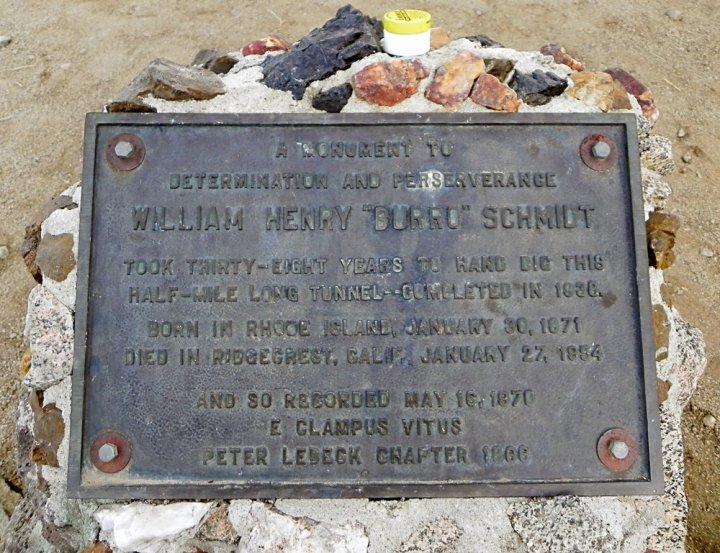 A MONUMENT TO
DETERMINATION AND PERSERVERANCE
WILLIAM HENRY "BURRO" SCHMIDT
TOOK THIRTY-EIGHT YEARS TO HAND DIG THIS
HALF-MILE LONG TUNNEL--COMPLETED IN 1938.
BORN IN RHODE ISLAND, JANUARY 30, 1871
DIED IN RIDGECREST, CALIF., JANUARY 27, 1954
AND SO RECORDED MAY 16, 1970
E CLAMPUS VITUS
PETER LEBECK CHAPTER 1866